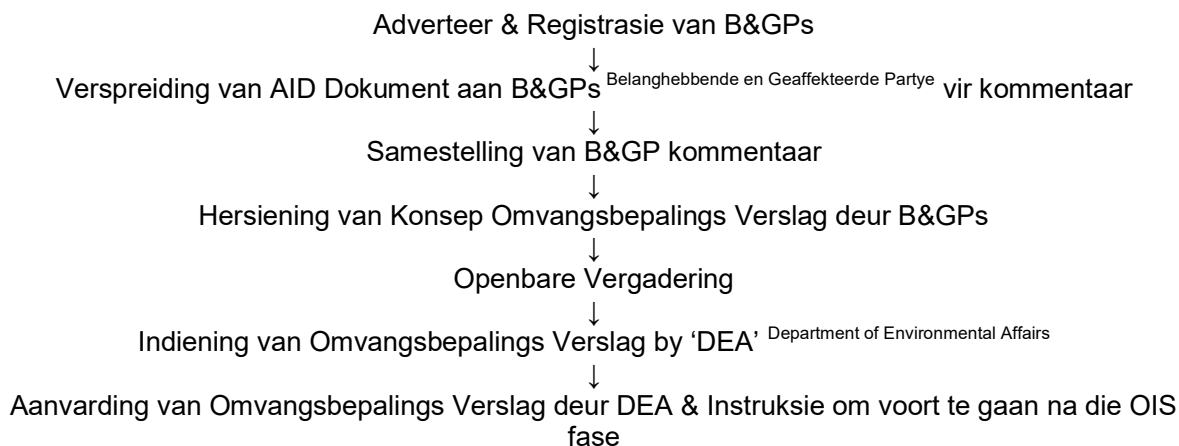 Adverteer & Registrasie van B&GPs
↓
Verspreiding van AID Dokument aan B&GPs Belanghebbende en Geaffekteerde Partye vir kommentaar
↓
Samestelling van B&GP kommentaar
↓
Hersiening van Konsep Omvangsbepalings Verslag deur B&GPs
↓
Openbare Vergadering
↓
Indiening van Omvangsbepalings Verslag by ‘DEA’ Department of Environmental Affairs
↓
Aanvarding van Omvangsbepalings Verslag deur DEA & Instruksie om voort te gaan na die OIS
fase